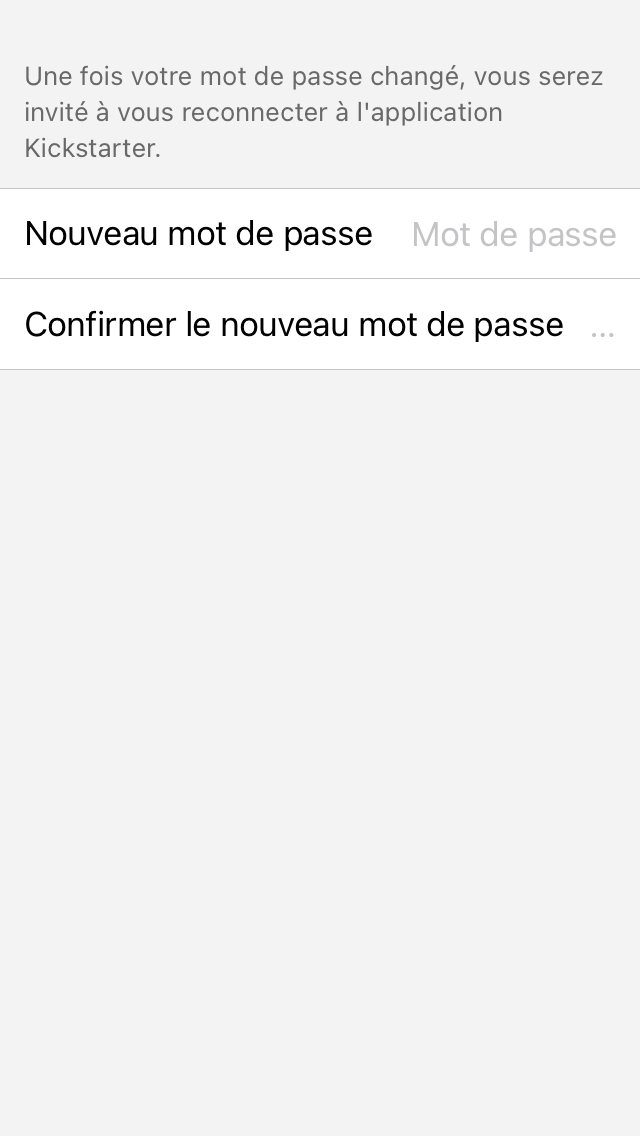 Une fois votre mot de passe changé, vous serez
invité à vous reconnecter à l'application
Kickstarter.
Nouveau mot de passe Mot de passe
Confirmer le nouveau mot de passe ...